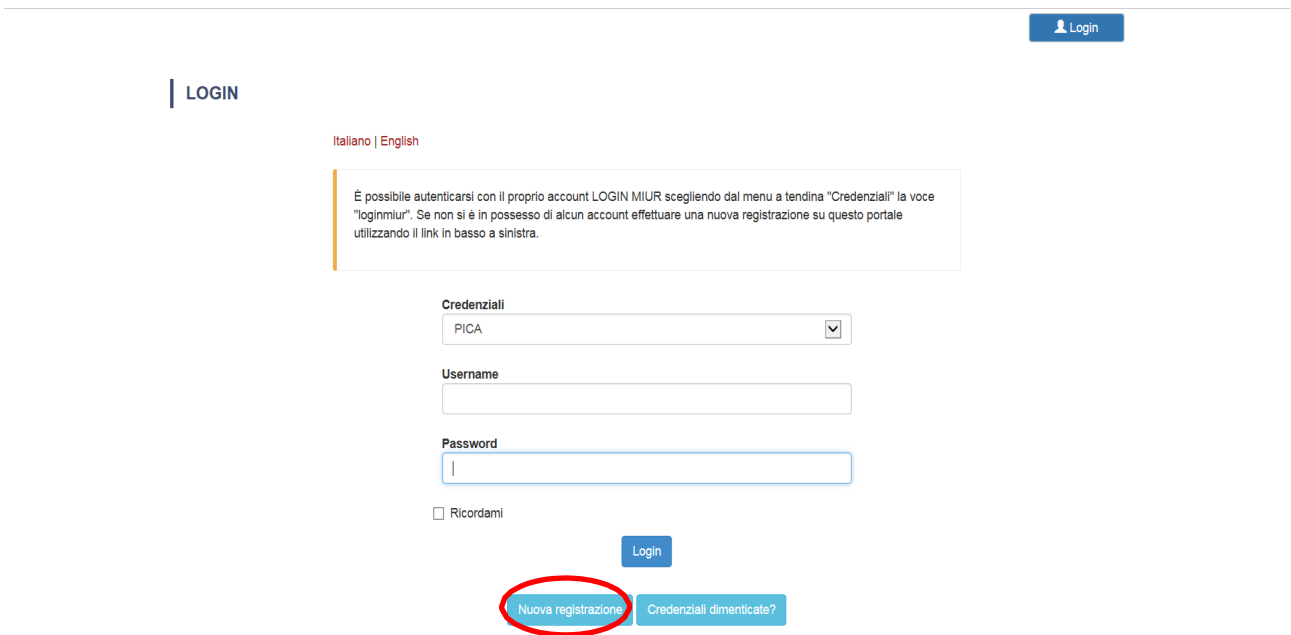 Login
LOGIN
Italiano | English
È possibile autenticarsi con il proprio account LOGIN MIUR scegliendo dal menu a tendina "Credenziali" la voce
"loginmiur". Se non si è in possesso di alcun account effettuare una nuova registrazione su questo portale
utilizzando il link in basso a sinistra.
Credenziali
PICA
Username
Password
Ricordami
Login
Nuova registrazione
Credenziali dimenticate?